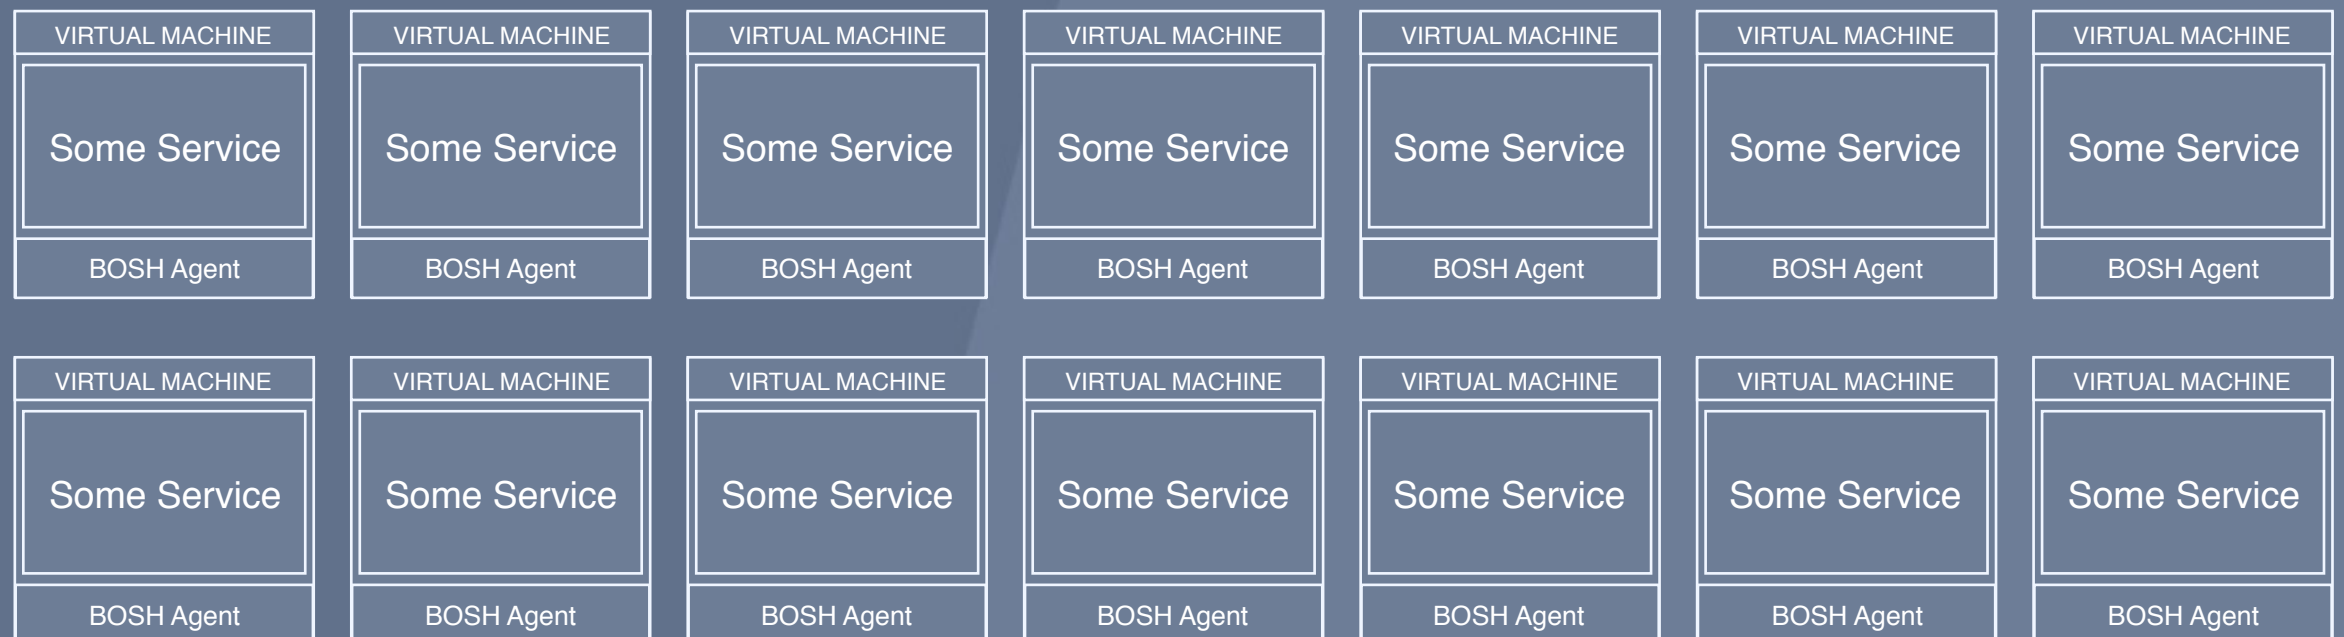 VIRTUAL MACHINE VIRTUAL MACHINE VIRTUAL MACHINE VIRTUAL MACHINE VIRTUAL MACHINE VIRTUAL MACHINE VIRTUAL MACHINE
Some Service Some Service Some Service Some Service Some Service Some Service Some Service
BOSH Agent BOSH Agent BOSH Agent BOSH Agent BOSH Agent BOSH Agent BOSH Agent
VIRTUAL MACHINE VIRTUAL MACHINE VIRTUAL MACHINE VIRTUAL MACHINE VIRTUAL MACHINE VIRTUAL MACHINE VIRTUAL MACHINE
Some Service Some Service Some Service Some Service Some Service Some Service Some Service
BOSH Agent BOSH Agent BOSH Agent BOSH Agent BOSH Agent BOSH Agent BOSH Agent